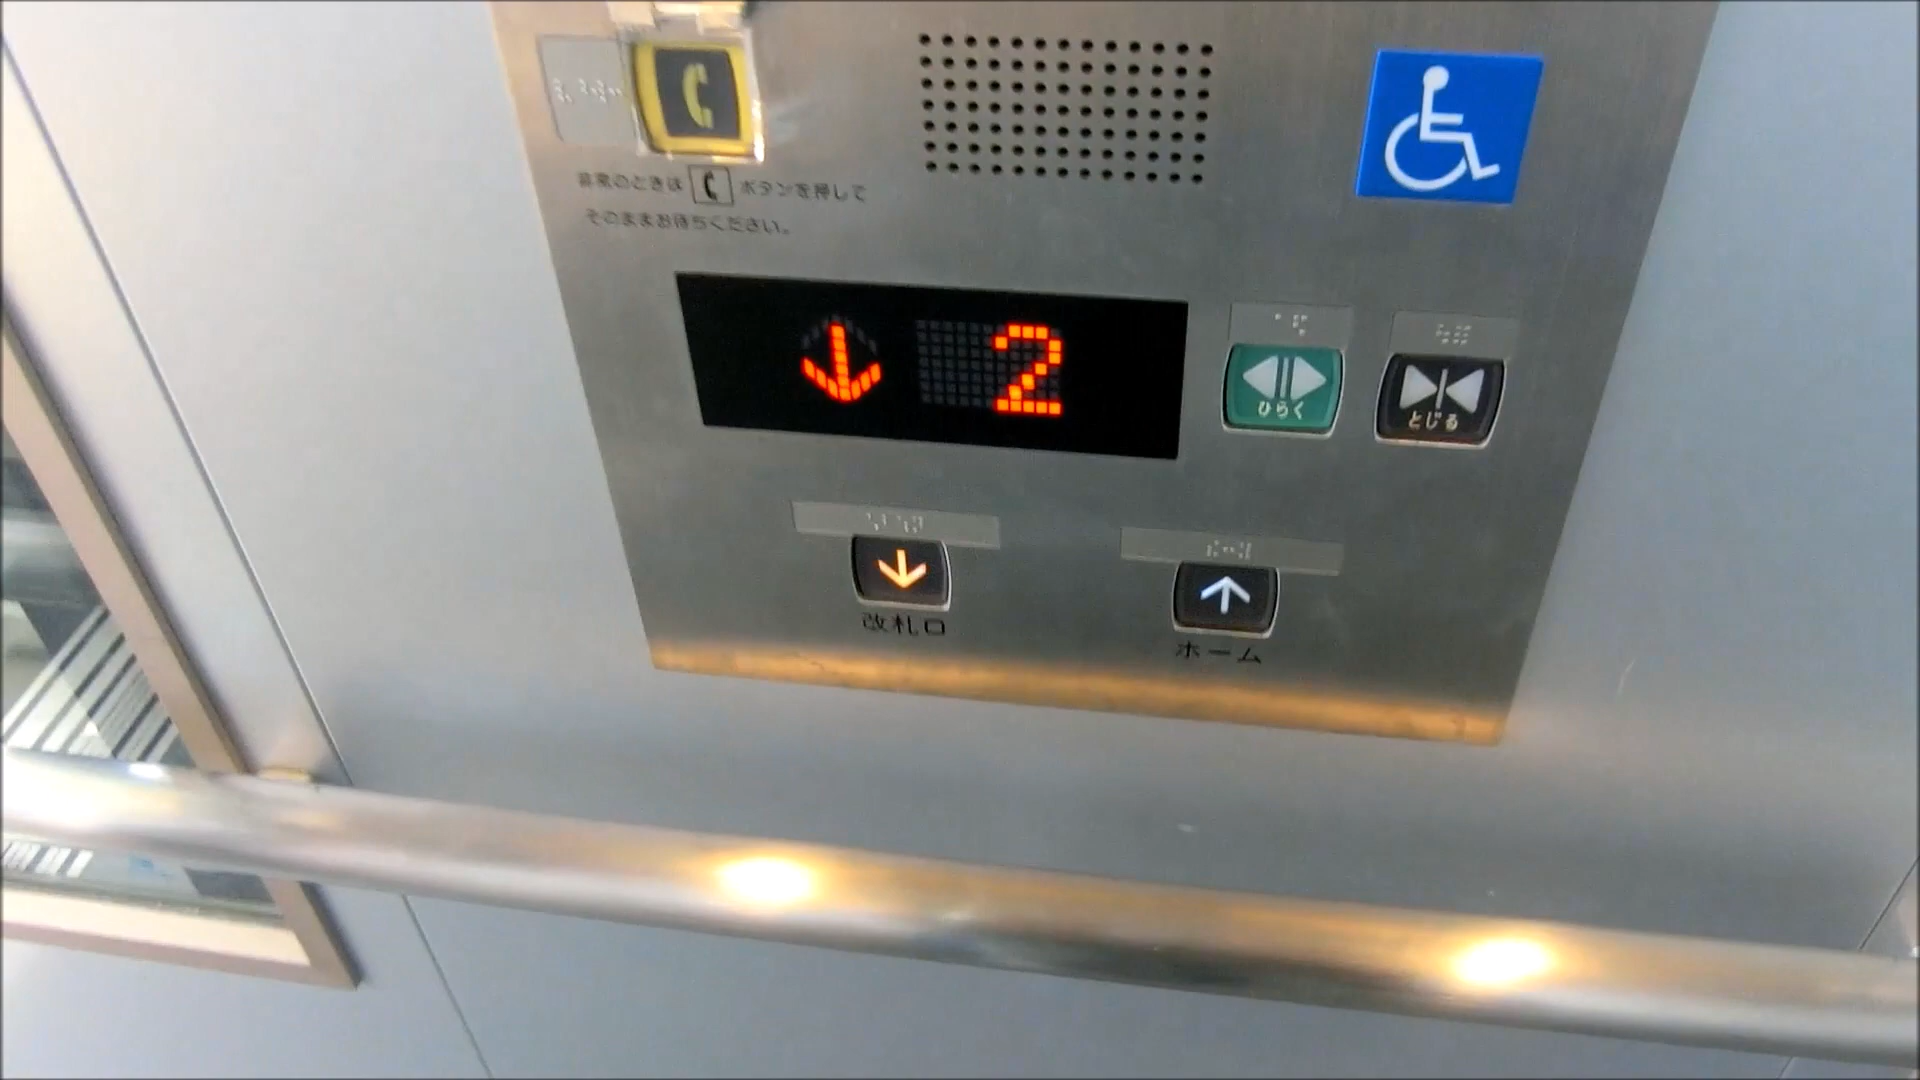 非常のときは ボタンを押して
そのままお待ちください。
2
ひらく
とじる
改札口
ホーム